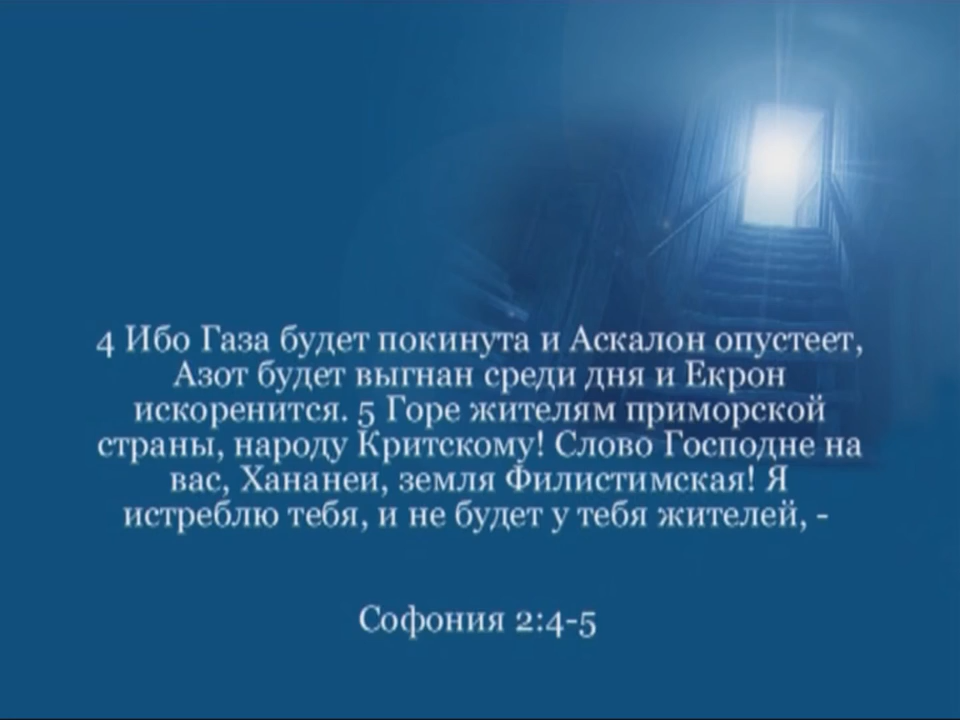 4 Ибо Газа будет покинута и Аскалон опустеет,
Азот будет выгнан среди дня и Екрон
искоренится. 5 Горе жителям приморской
страны, народу Критскому! Слово Господне на
вас, Хананеи, земля Филистимская! Я
истреблю тебя, и не будет у тебя жителей, -
Софония 2:4-5